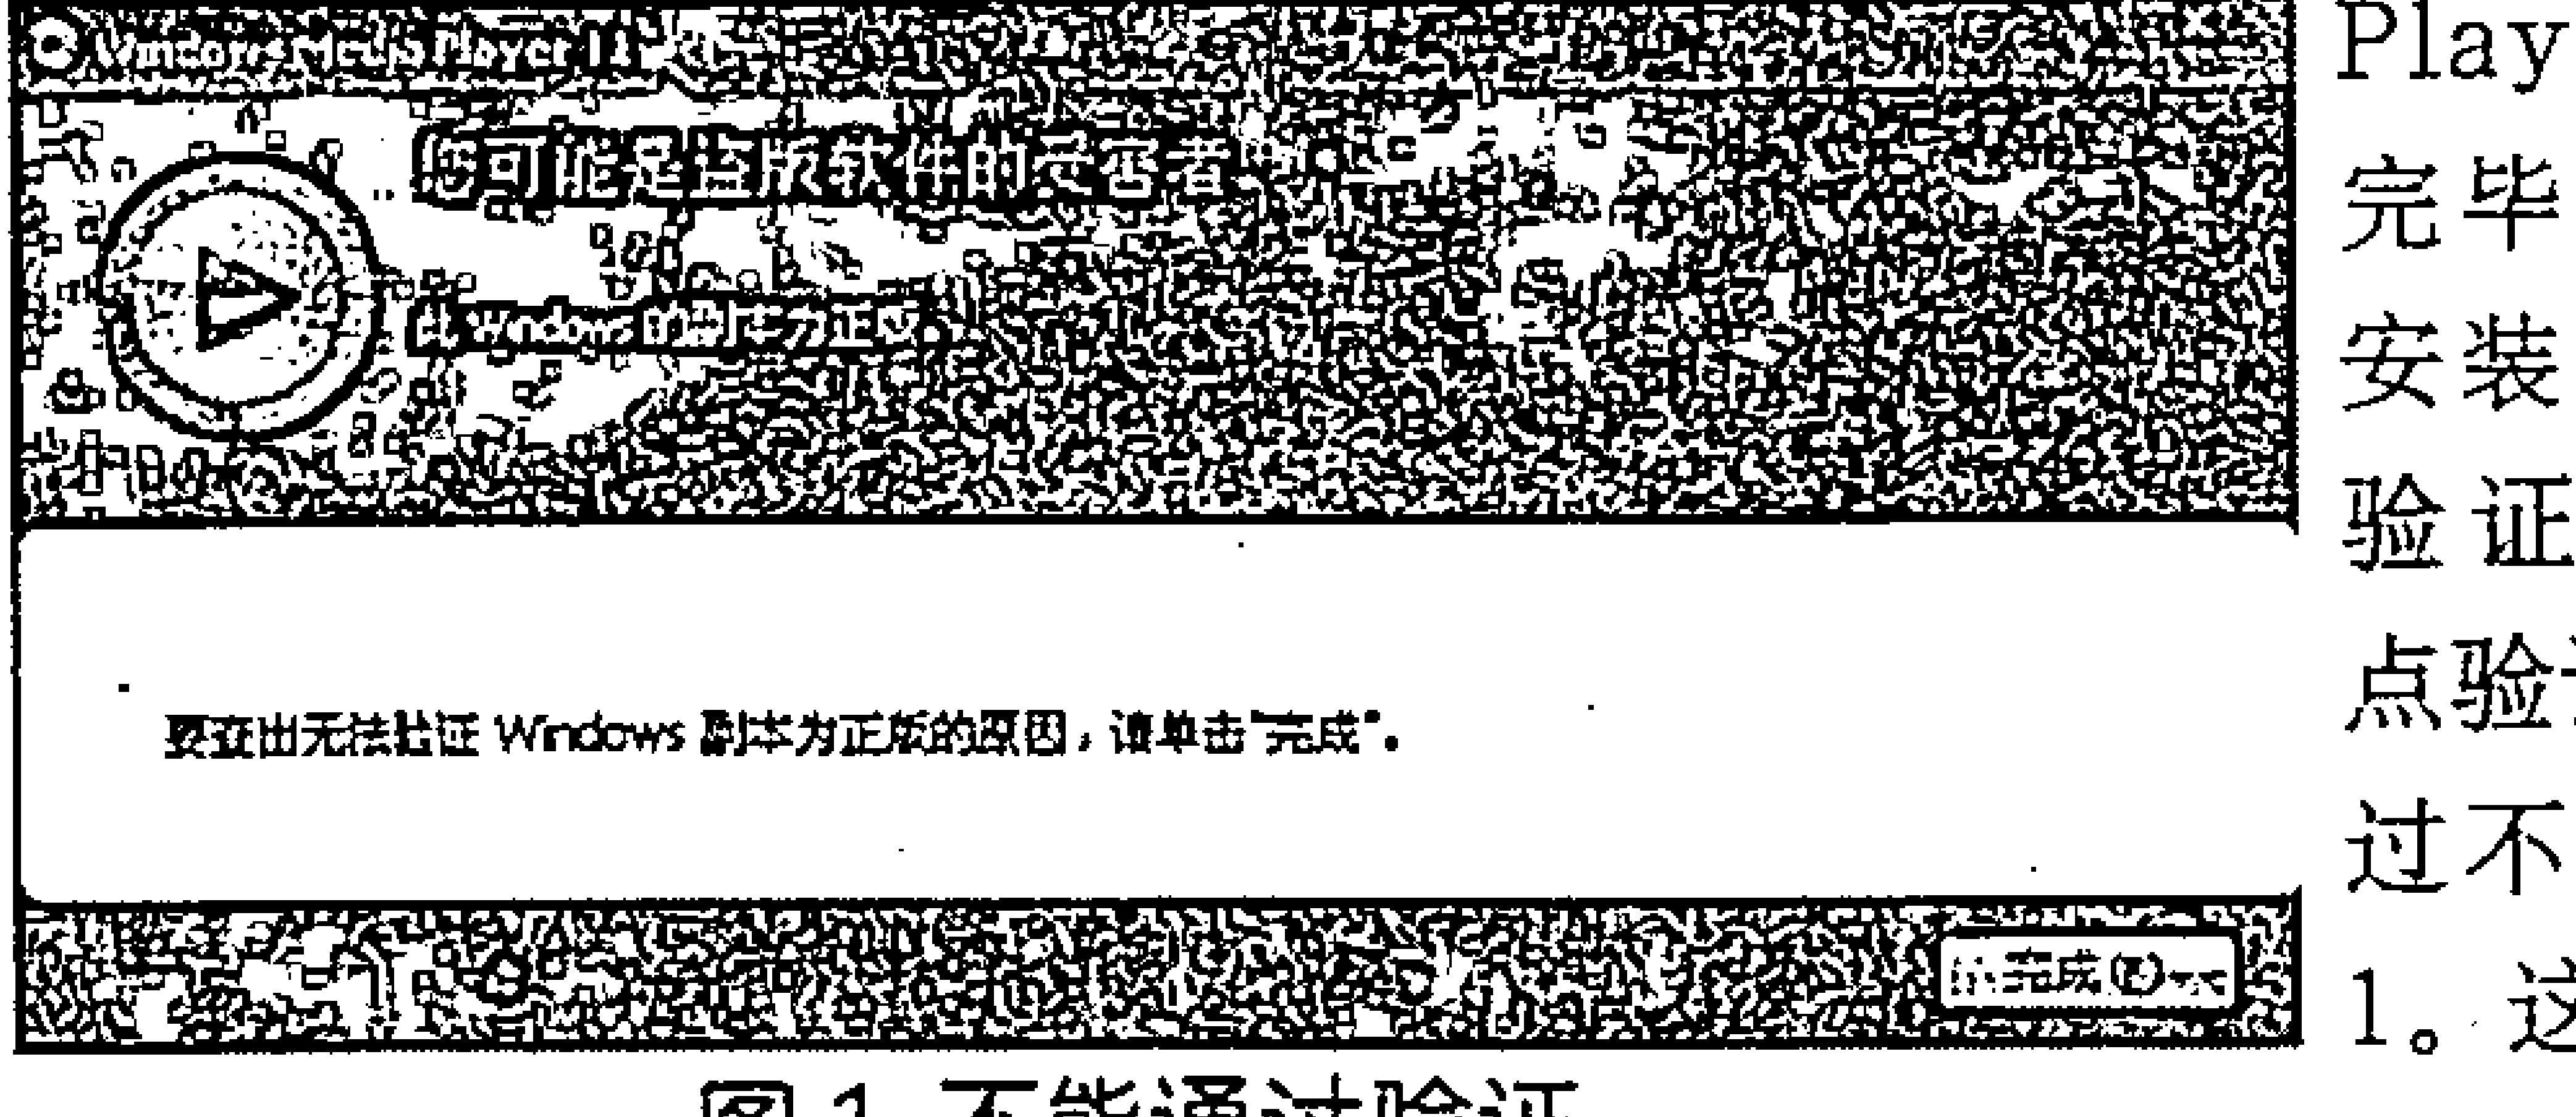 Windows Media Player 11
您可能是盗版软件的受害者
此 Windows 的副本为正版
要查出无法验证 Windows 副本为正版的原因，请单击"完成"。
完成(F)
图 1 不能通过验证
Play
完毕
安装
验证
点验
过不
1。这